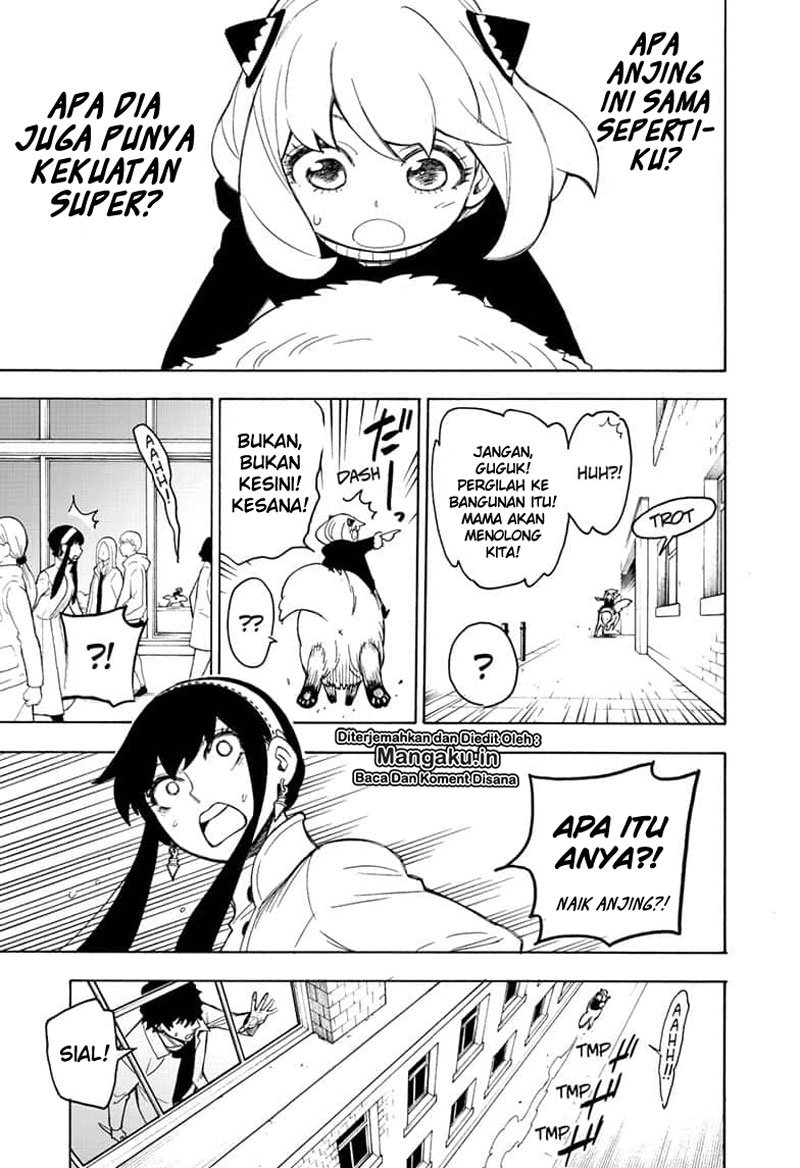 APA
ANJING
INI SAMA
SEPERTI-
KU?
APA DIA
JUGA PUNYA
KEKUATAN
SUPER?
HUH?!
TROT
JANGAN,
GUGUK!
PERGILAH KE
BANGUNAN ITU!
MAMA AKAN
MENOLONG
KITA!
?
だっ
DASH
BUKAN,
BUKAN
KESINI!
KESANA!
??
AAHH!!
?!
Diterjemahkan dan Diedit Oleh :
Mangaku.in
Baca Dan Koment Disana
APA ITU
ANYA?!
NAIK ANJING?!
AAHH!!
TMP
TMP
TMP
SIAL!